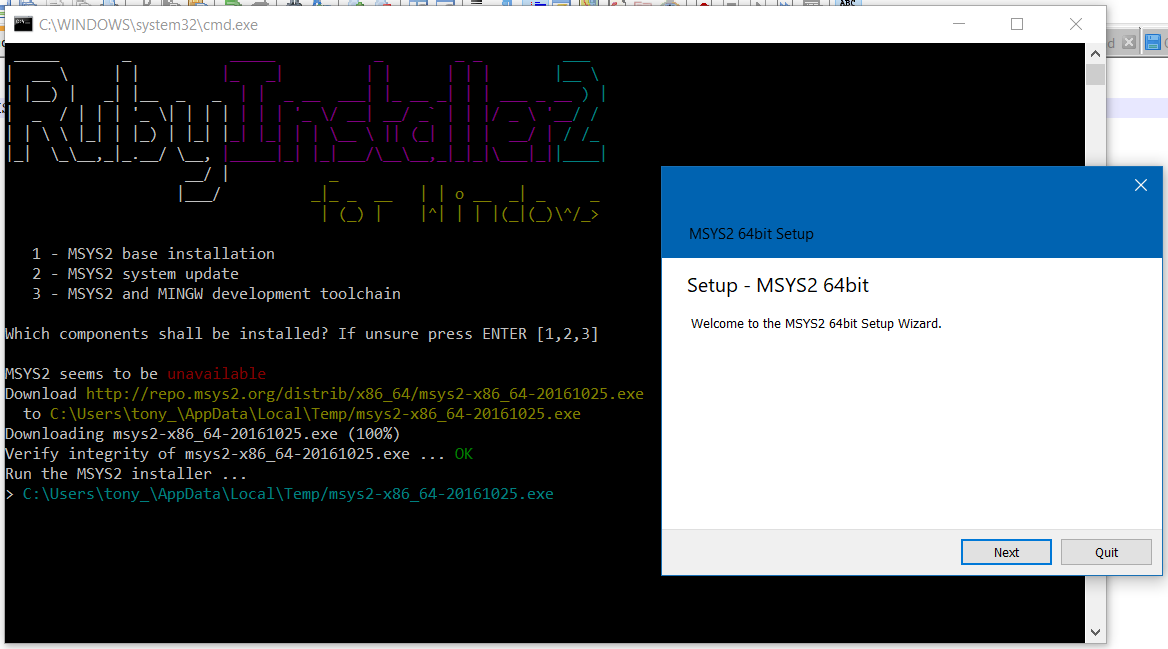 C:\WINDOWS\system32\cmd.exe
RubyInstaller2
for Windows
1 - MSYS2 base installation
2 - MSYS2 system update
3 - MSYS2 and MINGW development toolchain
Which components shall be installed? If unsure press ENTER [1,2,3]
MSYS2 seems to be unavailable
Download http://repo.msys2.org/distrib/x86_64/msys2-x86_64-20161025.exe
to C:\Users\tony_\AppData\Local\Temp/msys2-x86_64-20161025.exe
Downloading msys2-x86_64-20161025.exe (100%)
Verify integrity of msys2-x86_64-20161025.exe ... OK
Run the MSYS2 installer ...
> C:\Users\tony_\AppData\Local\Temp/msys2-x86_64-20161025.exe
MSYS2 64bit Setup
Setup - MSYS2 64bit
Welcome to the MSYS2 64bit Setup Wizard.
Next
Quit